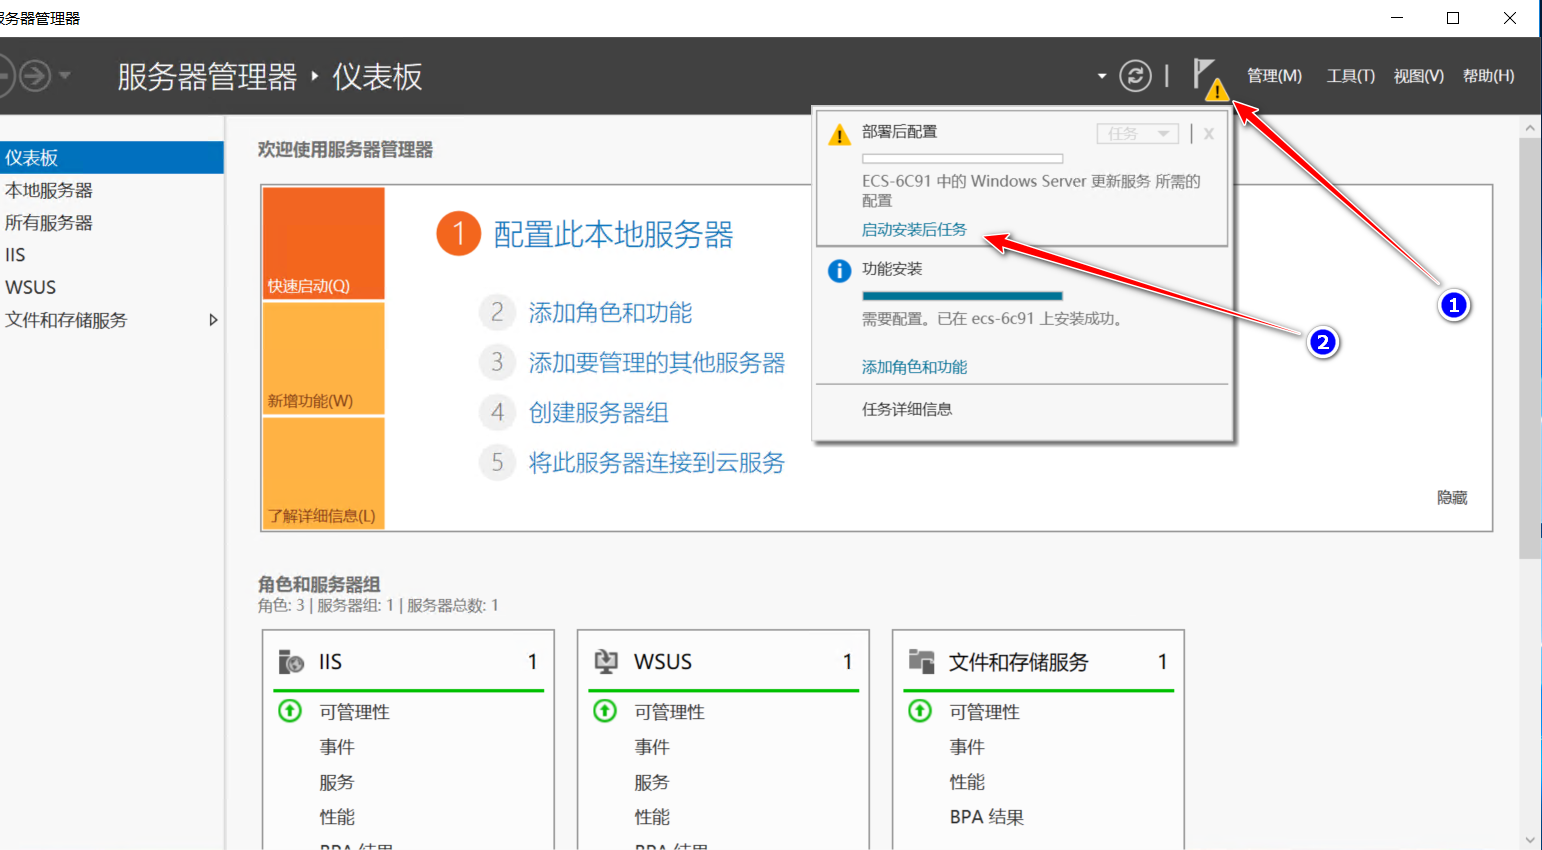 服务器管理器
服务器管理器 ‣ 仪表板
管理(M) 工具(T) 视图(V) 帮助(H)
仪表板
本地服务器
所有服务器
IIS
WSUS
文件和存储服务
欢迎使用服务器管理器
快速启动(Q)
新增功能(W)
了解详细信息(L)
1 配置此本地服务器
2 添加角色和功能
3 添加要管理的其他服务器
4 创建服务器组
5 将此服务器连接到云服务
隐藏
部署后配置
任务
X
ECS-6C91 中的 Windows Server 更新服务 所需的
配置
启动安装后任务
功能安装
需要配置。已在 ecs-6c91 上安装成功。
添加角色和功能
任务详细信息
1
2
角色和服务器组
角色: 3 | 服务器组: 1 | 服务器总数: 1
IIS 1
可管理性
事件
服务
性能
BPA 结果
WSUS 1
可管理性
事件
服务
性能
BPA 结果
文件和存储服务 1
可管理性
事件
性能
BPA 结果